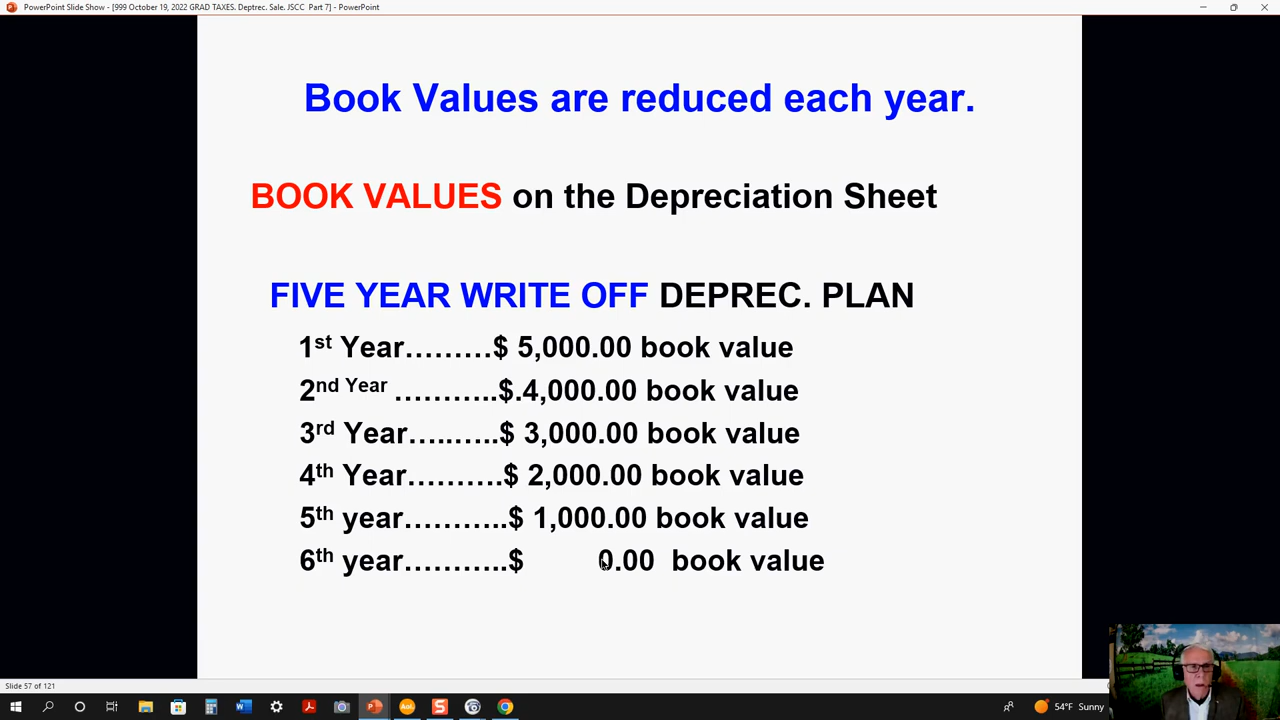 PowerPoint Slide Show - [999 October 19, 2022 GRAD TAXES. Deprec. Sale. JSCC  Part 7] - PowerPoint
Book Values are reduced each year.
BOOK VALUES on the Depreciation Sheet
FIVE YEAR WRITE OFF DEPREC. PLAN
1st Year………$ 5,000.00 book value
2nd Year ………..$.4,000.00 book value
3rd Year…..…..$ 3,000.00 book value
4th Year……….$ 2,000.00 book value
5th year………..$ 1,000.00 book value
6th year………..$ 0.00 book value
Slide 57 of 121
Aol.
54°F Sunny